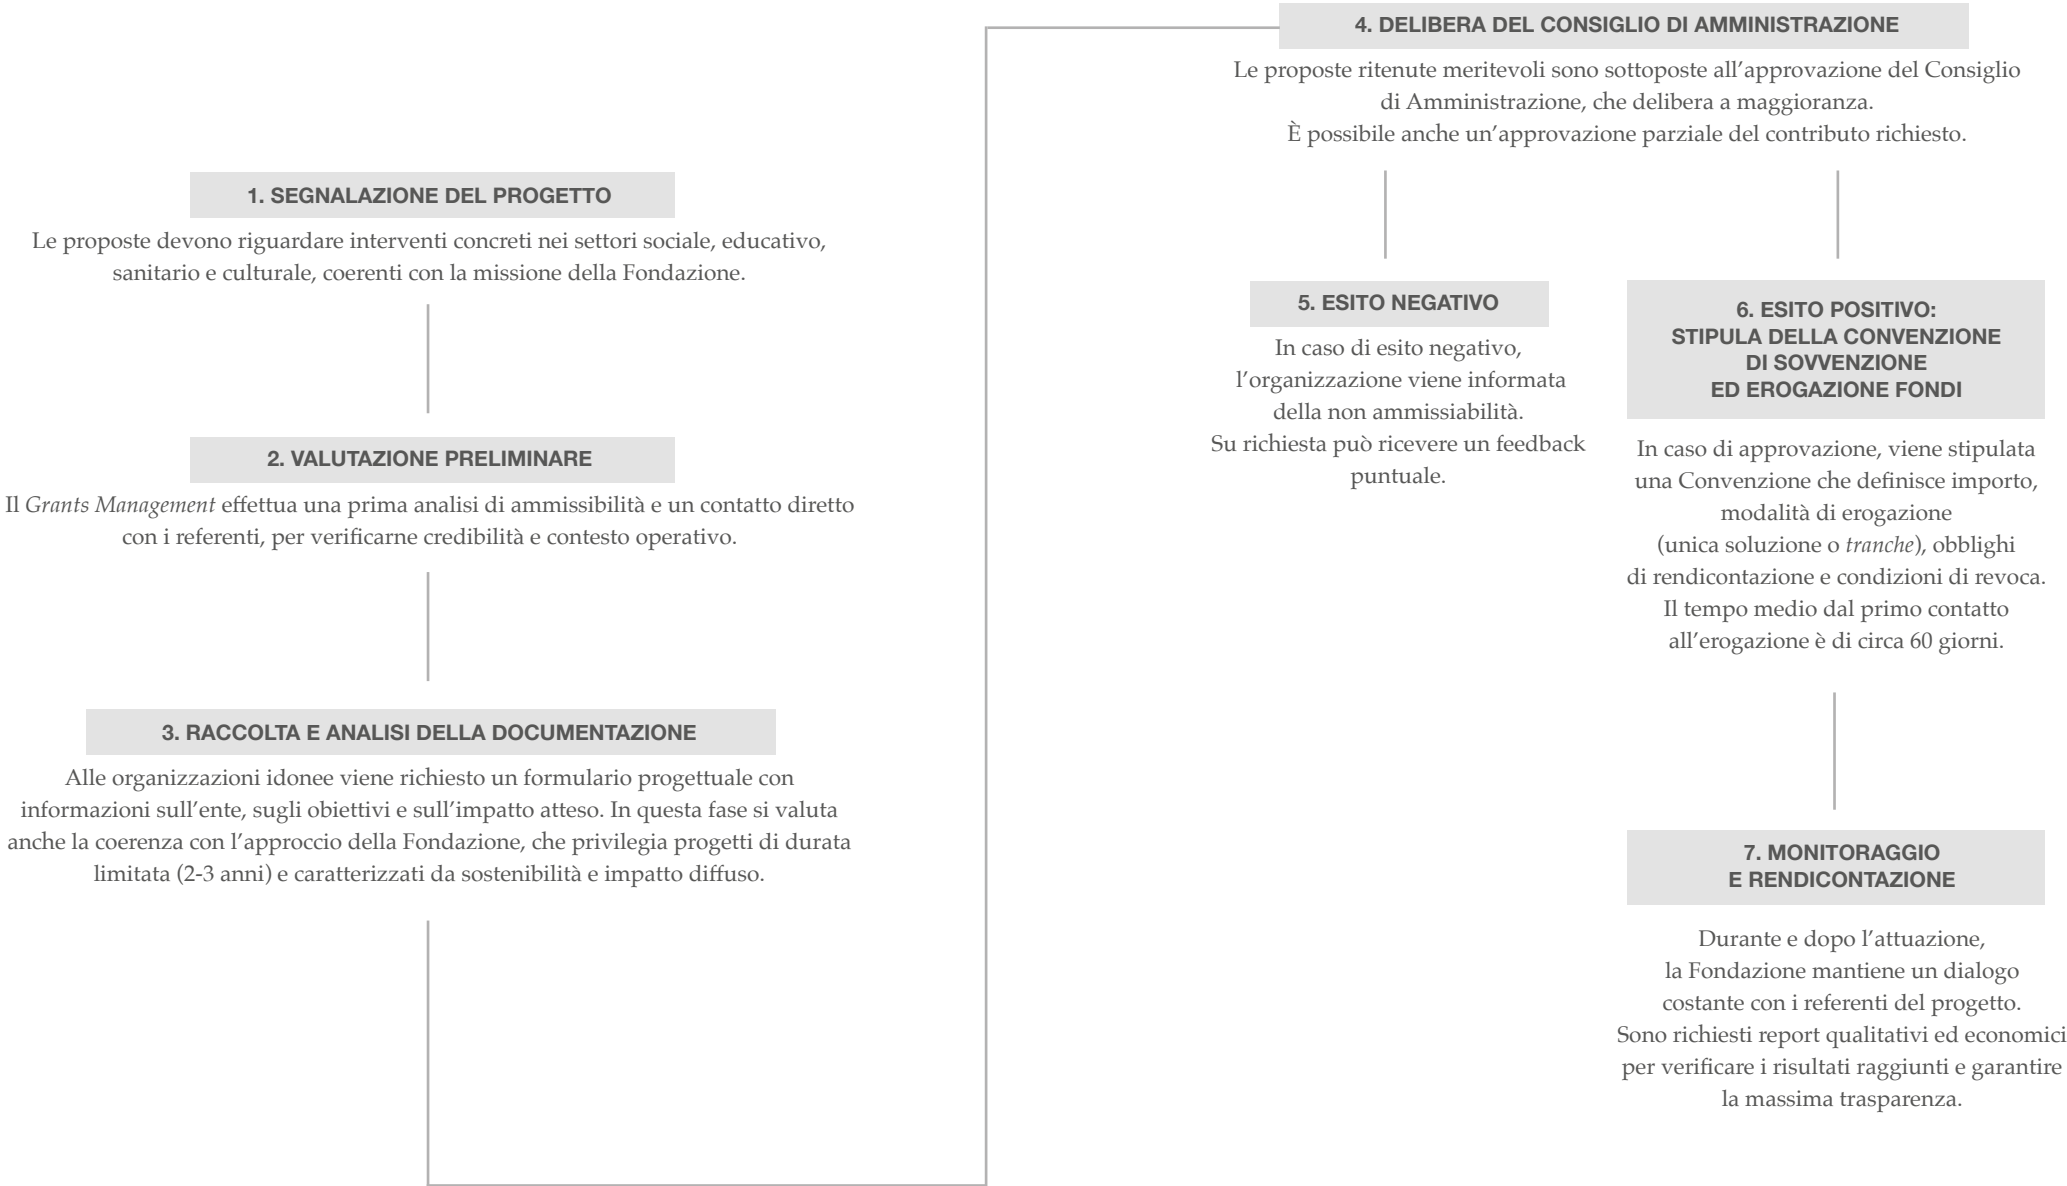 1. SEGNALAZIONE DEL PROGETTO
Le proposte devono riguardare interventi concreti nei settori sociale, educativo,
sanitario e culturale, coerenti con la missione della Fondazione.
2. VALUTAZIONE PRELIMINARE
Il Grants Management effettua una prima analisi di ammissibilità e un contatto diretto
con i referenti, per verificarne credibilità e contesto operativo.
3. RACCOLTA E ANALISI DELLA DOCUMENTAZIONE
Alle organizzazioni idonee viene richiesto un formulario progettuale con
informazioni sull’ente, sugli obiettivi e sull’impatto atteso. In questa fase si valuta
anche la coerenza con l’approccio della Fondazione, che privilegia progetti di durata
limitata (2-3 anni) e caratterizzati da sostenibilità e impatto diffuso.
4. DELIBERA DEL CONSIGLIO DI AMMINISTRAZIONE
Le proposte ritenute meritevoli sono sottoposte all’approvazione del Consiglio
di Amministrazione, che delibera a maggioranza.
È possibile anche un’approvazione parziale del contributo richiesto.
5. ESITO NEGATIVO
In caso di esito negativo,
l’organizzazione viene informata
della non ammissiabilità.
Su richiesta può ricevere un feedback
puntuale.
6. ESITO POSITIVO:
STIPULA DELLA CONVENZIONE
DI SOVVENZIONE
ED EROGAZIONE FONDI
In caso di approvazione, viene stipulata
una Convenzione che definisce importo,
modalità di erogazione
(unica soluzione o tranche), obblighi
di rendicontazione e condizioni di revoca.
Il tempo medio dal primo contatto
all’erogazione è di circa 60 giorni.
7. MONITORAGGIO
E RENDICONTAZIONE
Durante e dopo l’attuazione,
la Fondazione mantiene un dialogo
costante con i referenti del progetto.
Sono richiesti report qualitativi ed economici
per verificare i risultati raggiunti e garantire
la massima trasparenza.